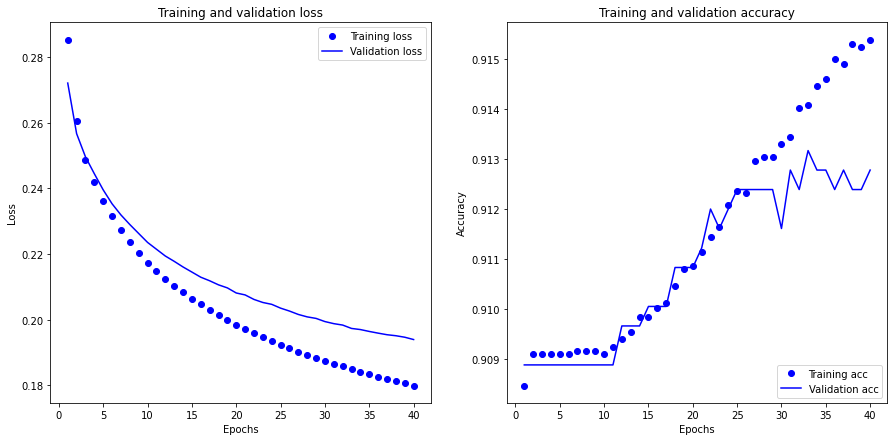 Training and validation loss
Training loss
Validation loss
0.28
0.26
0.24
0.22
0.20
0.18
Loss
0 5 10 15 20 25 30 35 40
Epochs
Training and validation accuracy
0.915
0.914
0.913
0.912
0.911
0.910
0.909
Accuracy
Training acc
Validation acc
0 5 10 15 20 25 30 35 40
Epochs